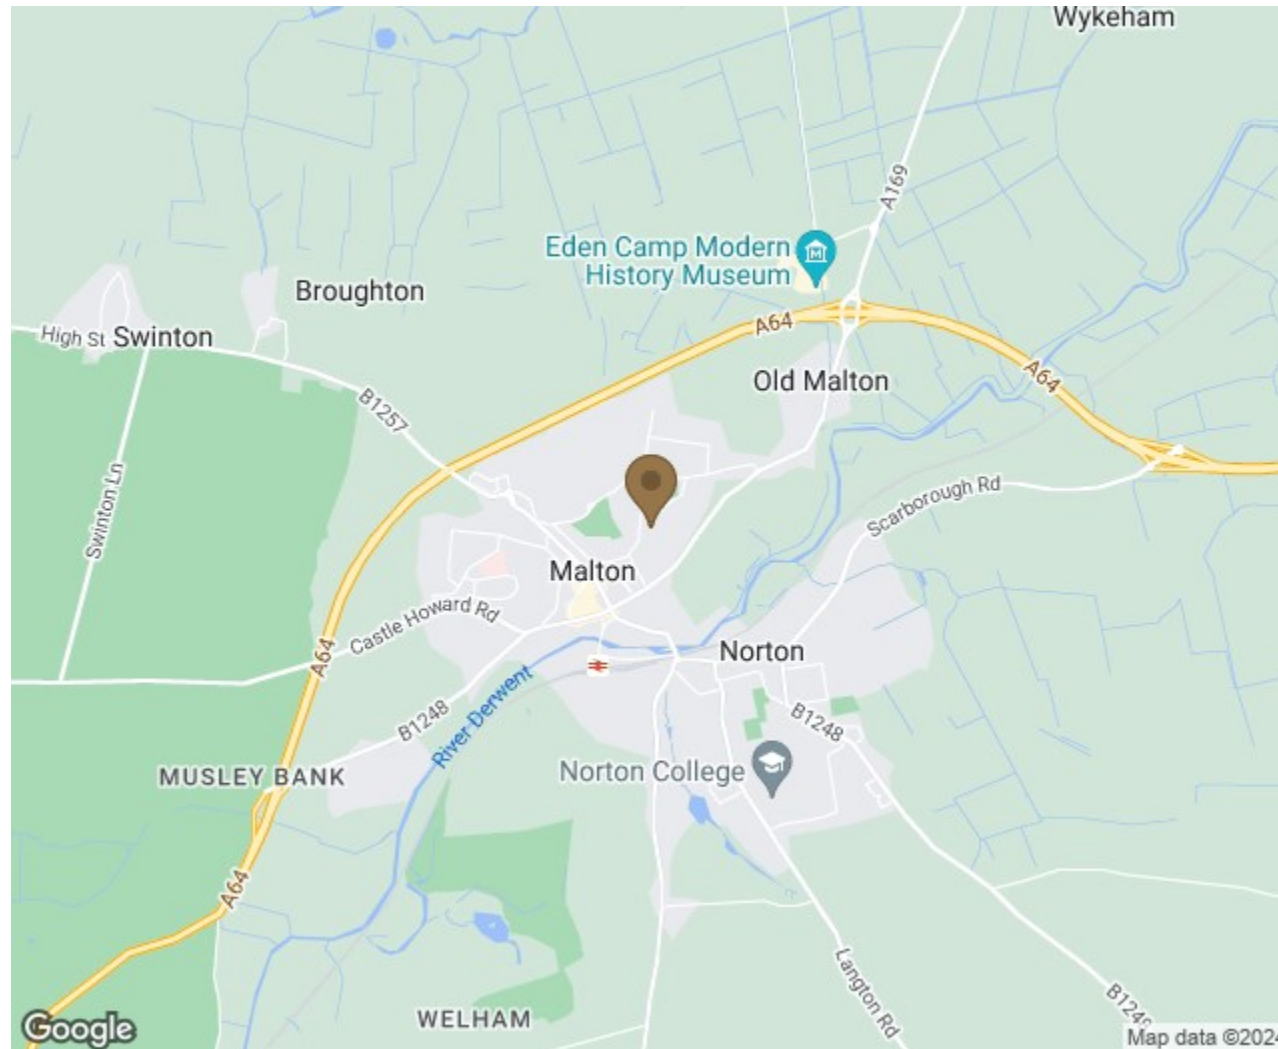 Wykeham
A169
Eden Camp Modern
History Museum
Broughton
High St
Swinton
A64
Old Malton
A64
B1257
Swinton Ln
Scarborough Rd
Malton
Castle Howard Rd
A64
Norton
B1248
River Derwent
B1248
MUSLEY BANK
Norton College
A64
Langton Rd
WELHAM
Google
Map data ©2024